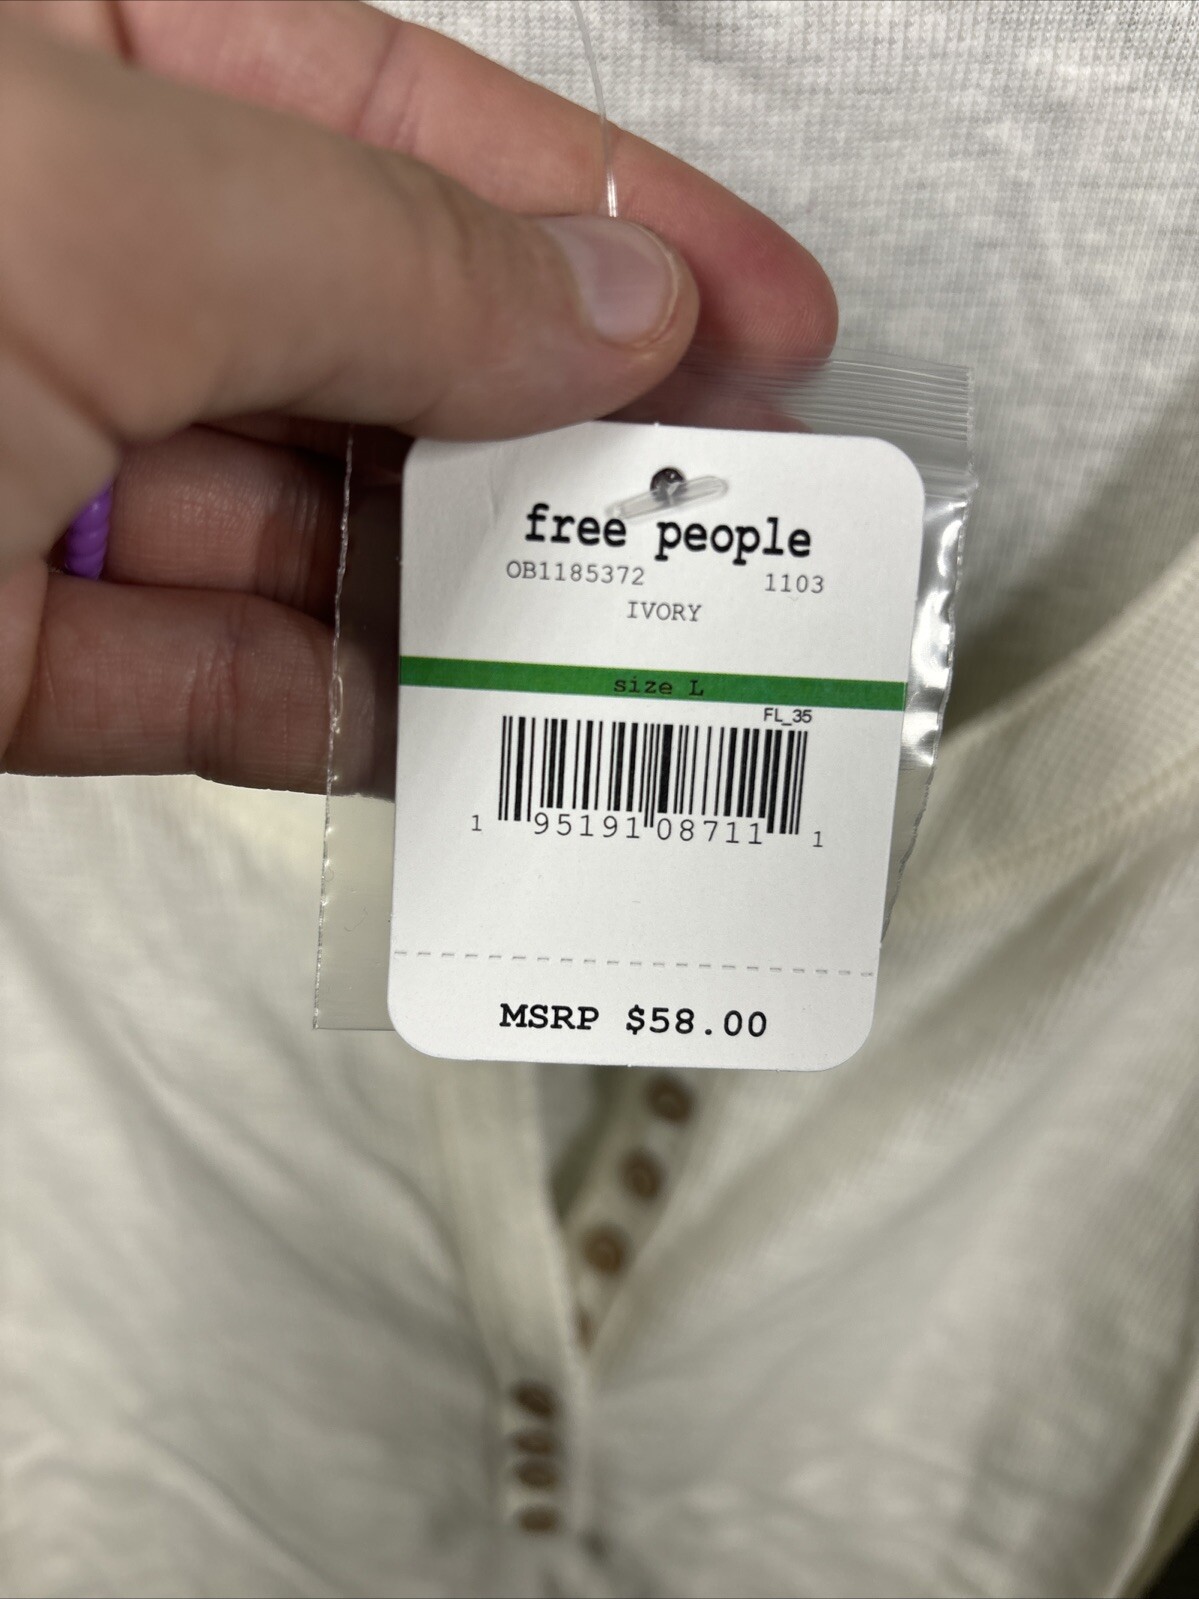 free people
OB1185372 1103
IVORY
size L
FL_35
1 95191 08711 1
MSRP $58.00